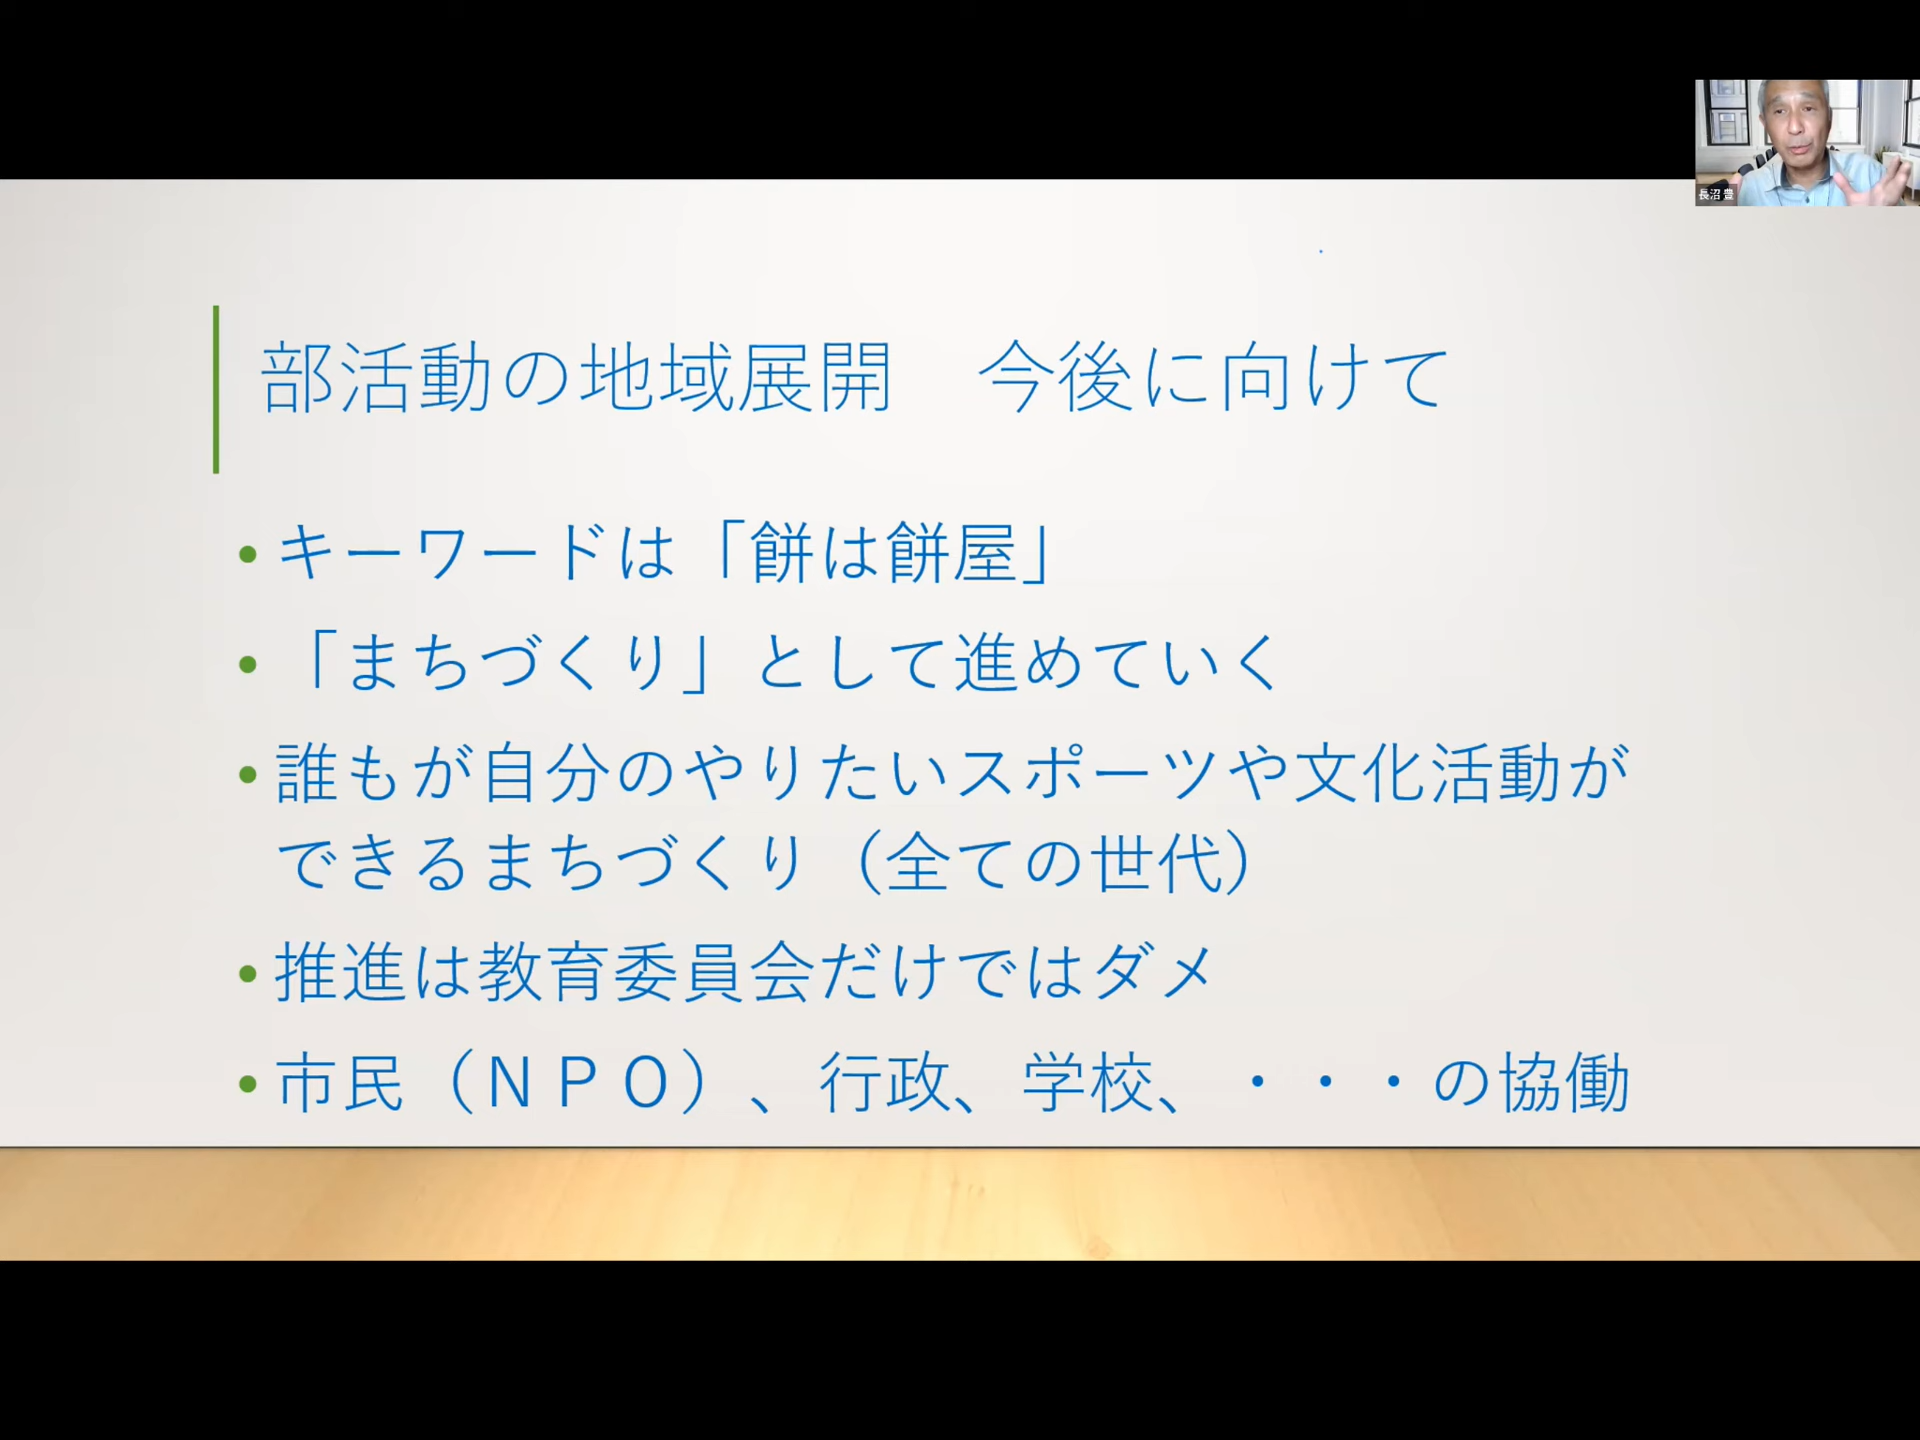 長沼 豊
部活動の地域展開　今後に向けて
• キーワードは「餅は餅屋」
• 「まちづくり」として進めていく
• 誰もが自分のやりたいスポーツや文化活動が
できるまちづくり（全ての世代）
• 推進は教育委員会だけではダメ
• 市民（ＮＰＯ）、行政、学校、・・・の協働